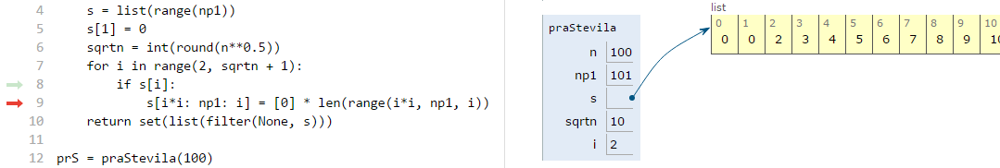 4 s = list(range(np1))
5 s[1] = 0
6 sqrtn = int(round(n**0.5))
7 for i in range(2, sqrtn + 1):
8 if s[i]:
9 s[i*i: np1: i] = [0] * len(range(i*i, np1, i))
10 return set(list(filter(None, s)))
11
12 prS = praStevila(100)
praStevila
n 100
np1 101
s
sqrtn 10
i 2
list
0 1 2 3 4 5 6 7 8 9 10
0 0 2 3 4 5 6 7 8 9